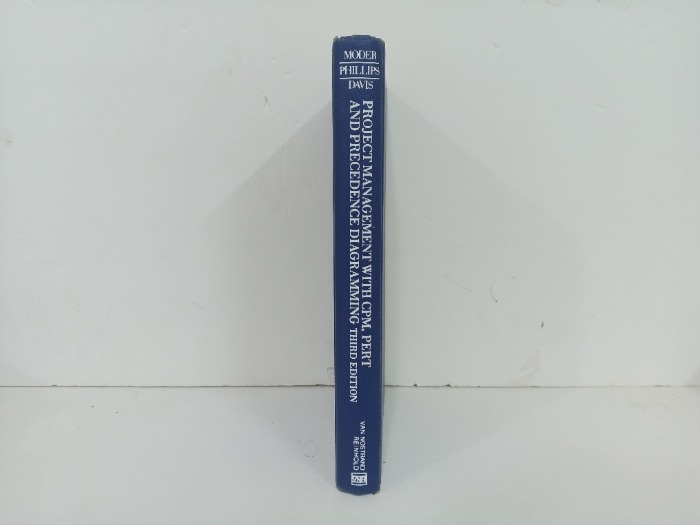 MODER
PHILLIPS
DAVIS
PROJECT MANAGEMENT WITH CPM, PERT
AND PRECEDENCE DIAGRAMMING THIRD EDITION
VAN NOSTRAND
REINHOLD